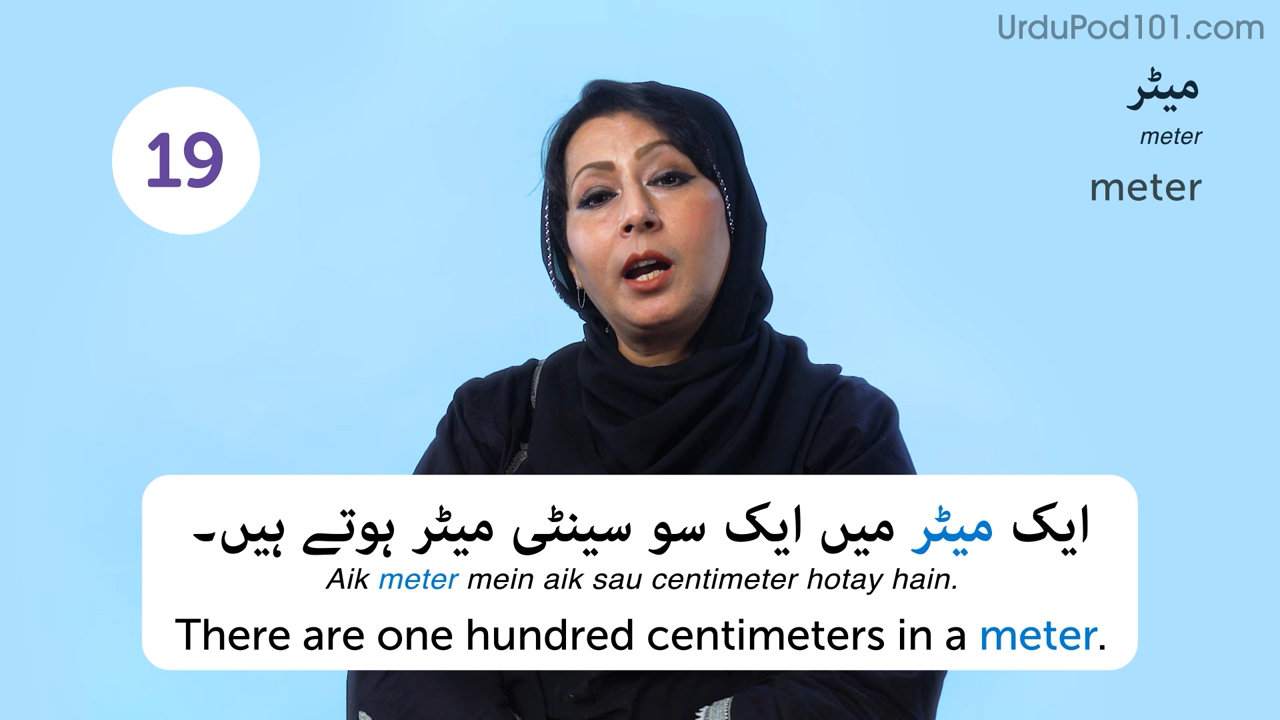 UrduPod101.com
19
میٹر
meter
meter
ایک میٹر میں ایک سو سینٹی میٹر ہوتے ہیں۔
Aik meter mein aik sau centimeter hotay hain.
There are one hundred centimeters in a meter.